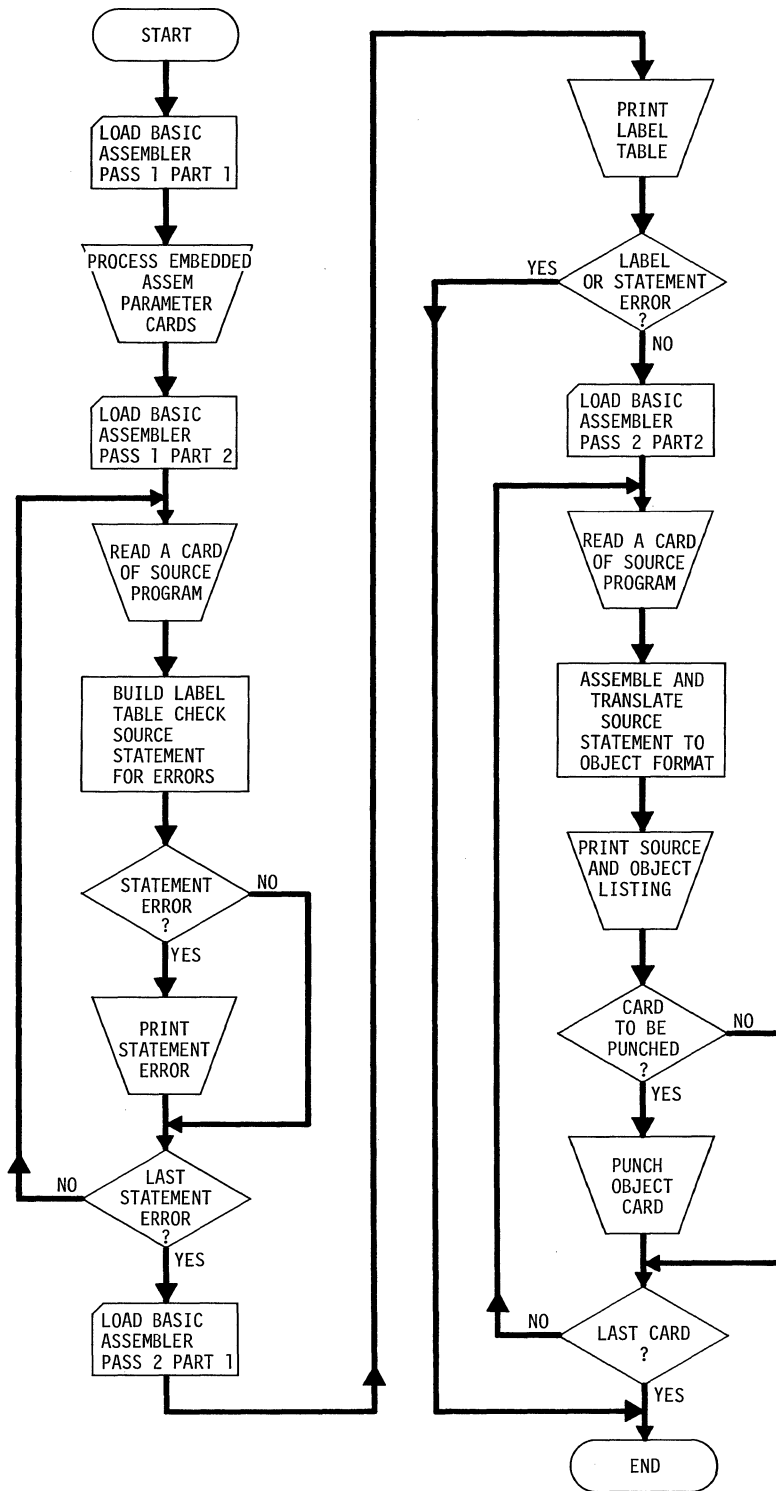 START
LOAD BASIC
ASSEMBLER
PASS 1 PART 1
PROCESS EMBEDDED
ASSEM
PARAMETER
CARDS
LOAD BASIC
ASSEMBLER
PASS 1 PART 2
READ A CARD
OF SOURCE
PROGRAM
BUILD LABEL
TABLE CHECK
SOURCE
STATEMENT
FOR ERRORS
STATEMENT
ERROR
?
NO
YES
PRINT
STATEMENT
ERROR
LAST
STATEMENT
ERROR
?
NO
YES
LOAD BASIC
ASSEMBLER
PASS 2 PART 1
PRINT
LABEL
TABLE
LABEL
OR STATEMENT
ERROR
?
YES
NO
LOAD BASIC
ASSEMBLER
PASS 2 PART2
READ A CARD
OF SOURCE
PROGRAM
ASSEMBLE AND
TRANSLATE
SOURCE
STATEMENT TO
OBJECT FORMAT
PRINT SOURCE
AND OBJECT
LISTING
CARD
TO BE
PUNCHED
?
NO
YES
PUNCH
OBJECT
CARD
LAST CARD
?
NO
YES
END